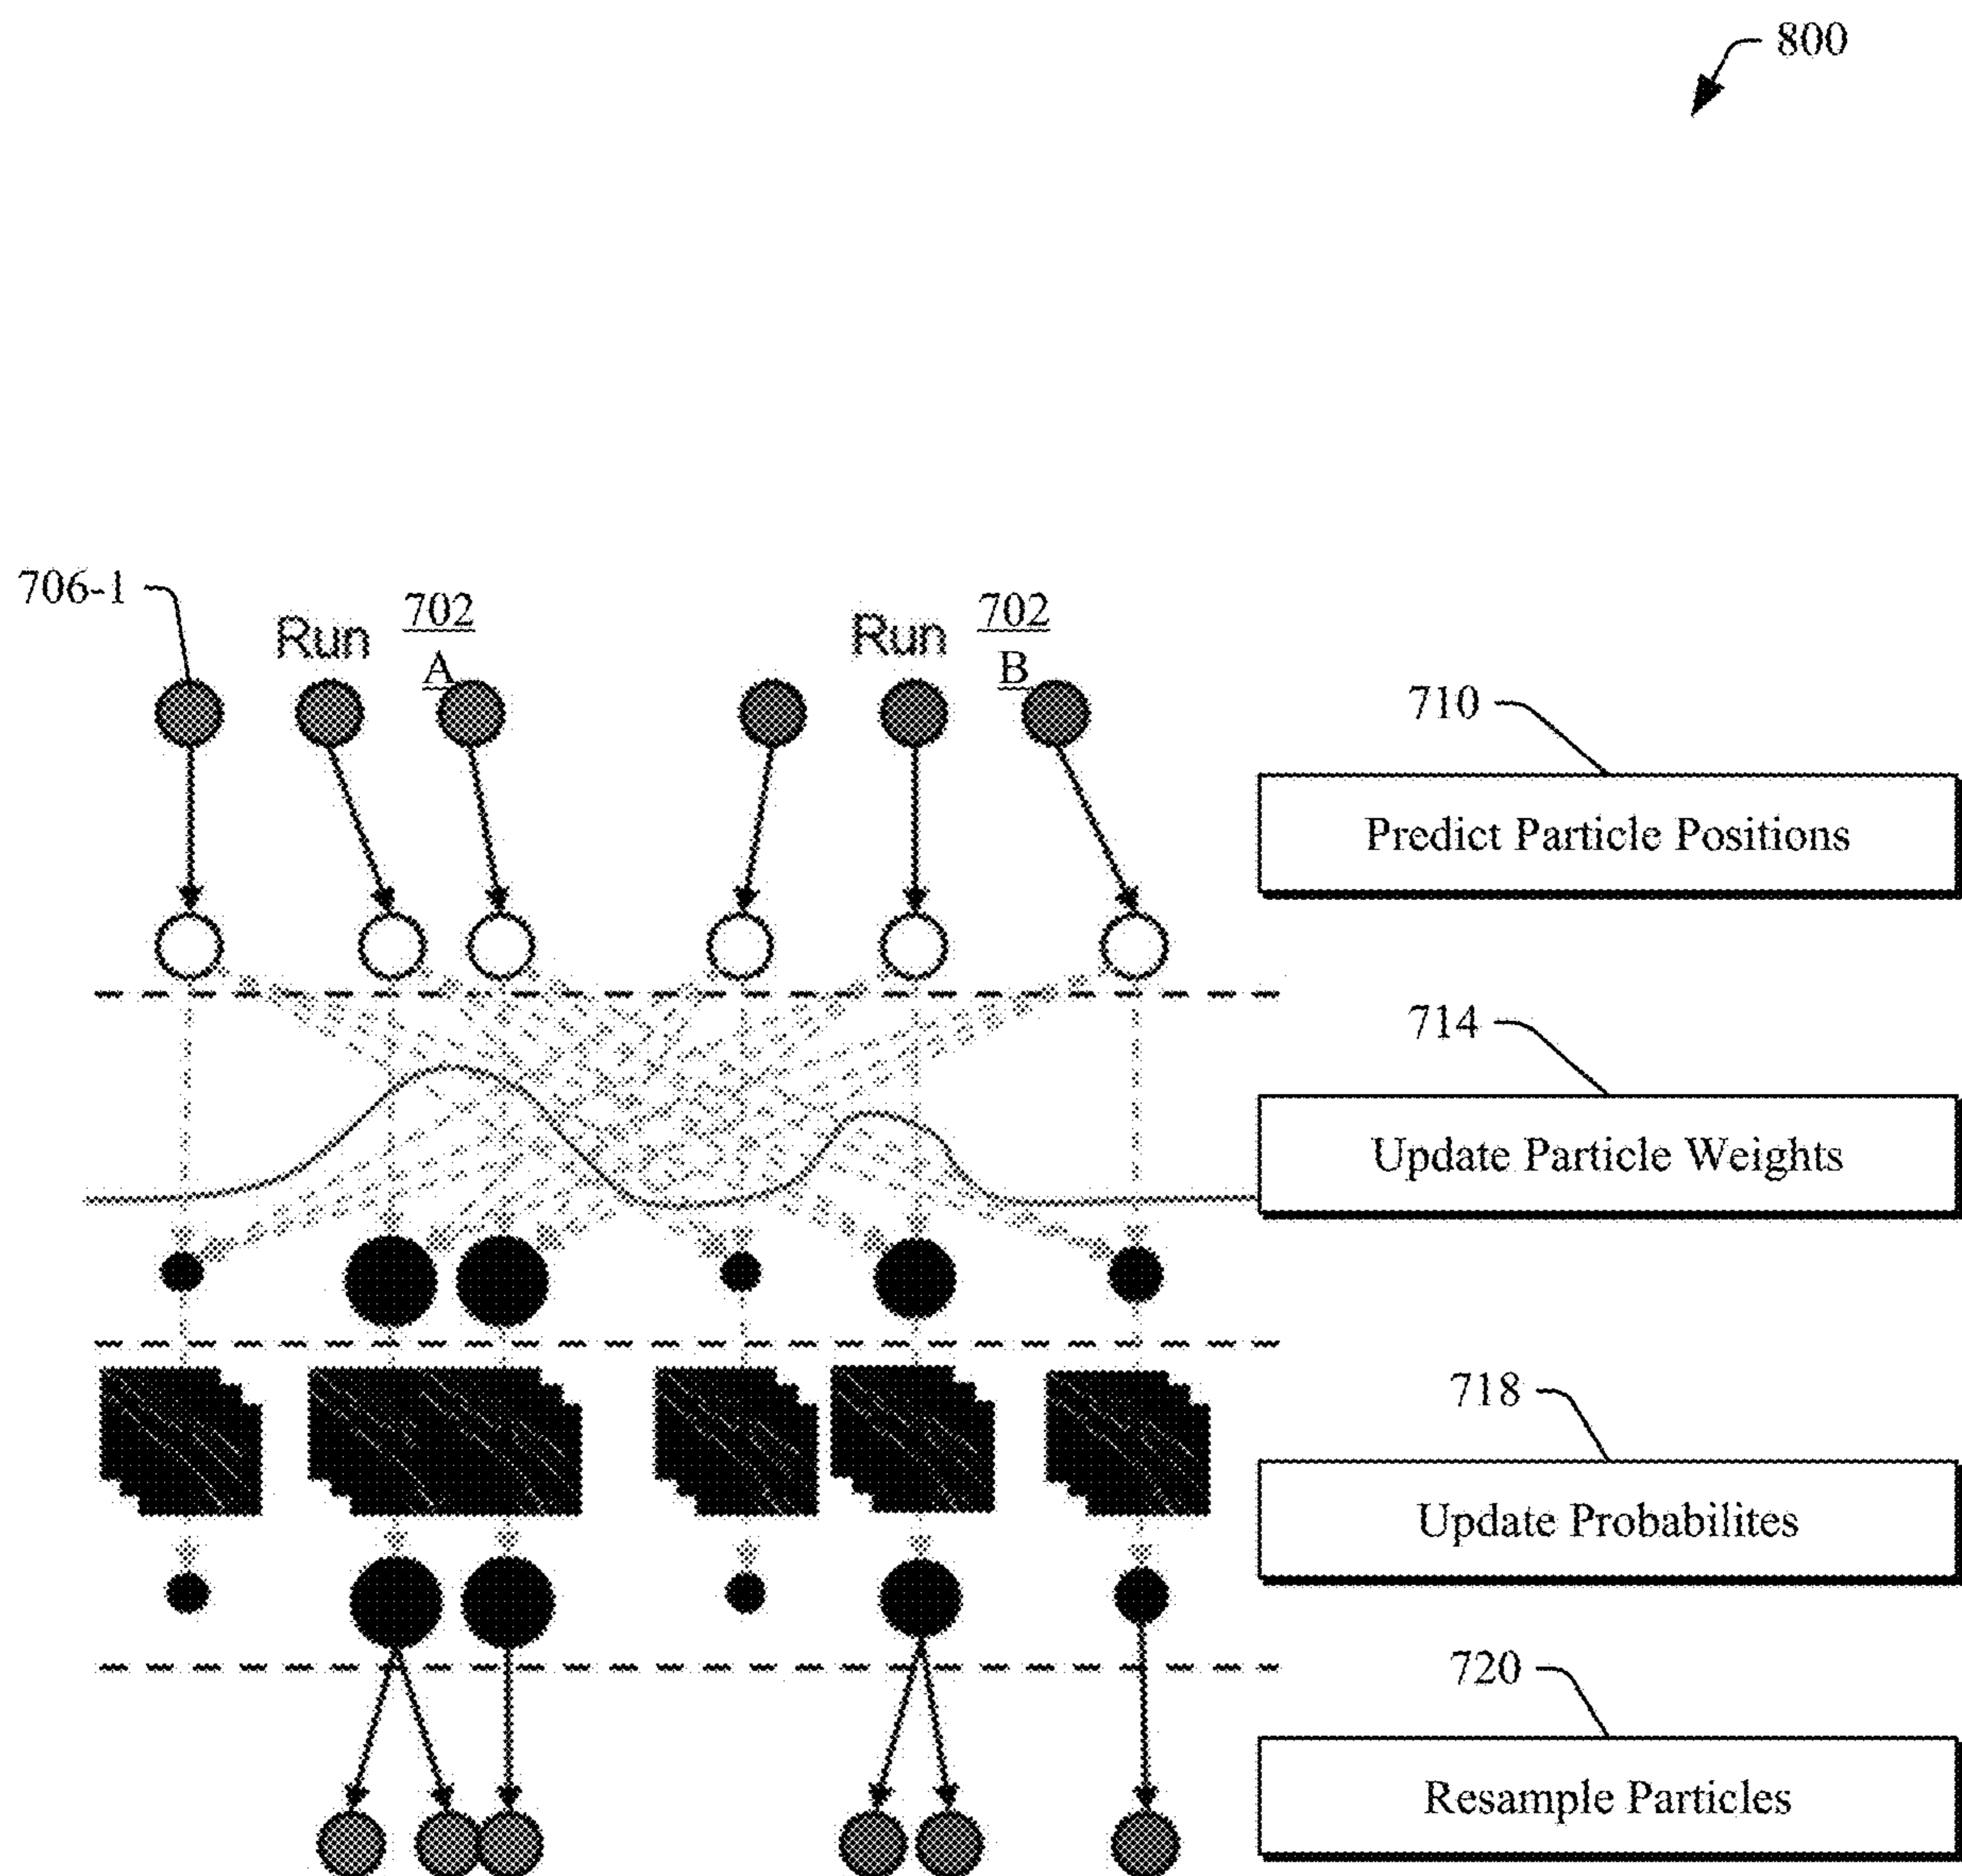 800
706-1
Run 702 A
Run 702 B
710
Predict Particle Positions
714
Update Particle Weights
718
Update Probabilites
720
Resample Particles